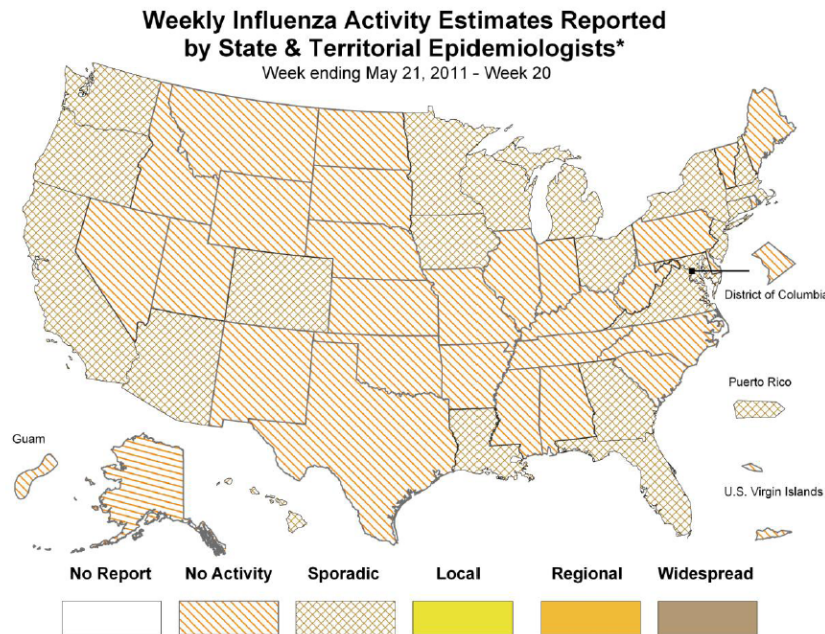 Weekly Influenza Activity Estimates Reported
by State & Territorial Epidemiologists*
Week ending May 21, 2011 - Week 20
District of Columbia
Puerto Rico
Guam
U.S. Virgin Islands
No Report No Activity Sporadic Local Regional Widespread